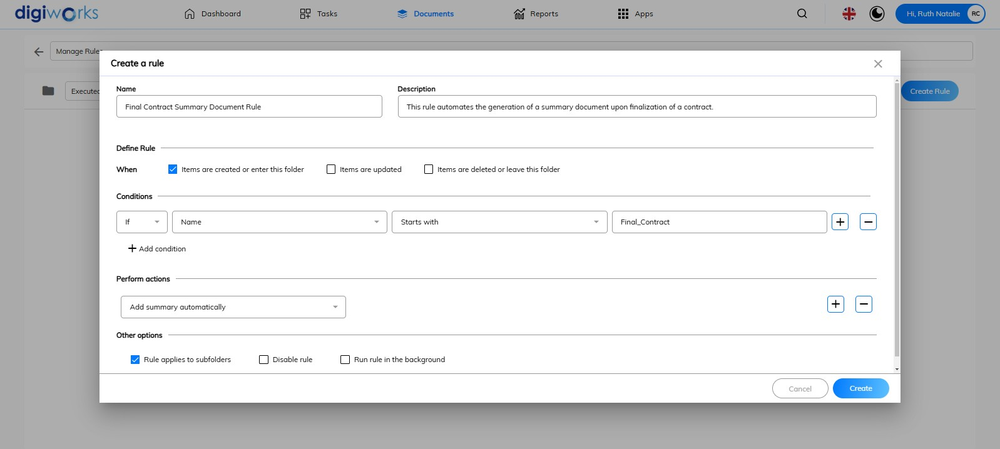 digiworks
Dashboard
Tasks
Documents
Reports
Apps
Hi, Ruth Natalie
RC
Manage Rules
Create a rule
Executed
Create Rule
Name
Description
Final Contract Summary Document Rule
This rule automates the generation of a summary document upon finalization of a contract.
Define Rule
When
Items are created or enter this folder
Items are updated
Items are deleted or leave this folder
Conditions
If
Name
Starts with
Final_Contract
Add condition
Perform actions
Add summary automatically
Other options
Rule applies to subfolders
Disable rule
Run rule in the background
Cancel
Create